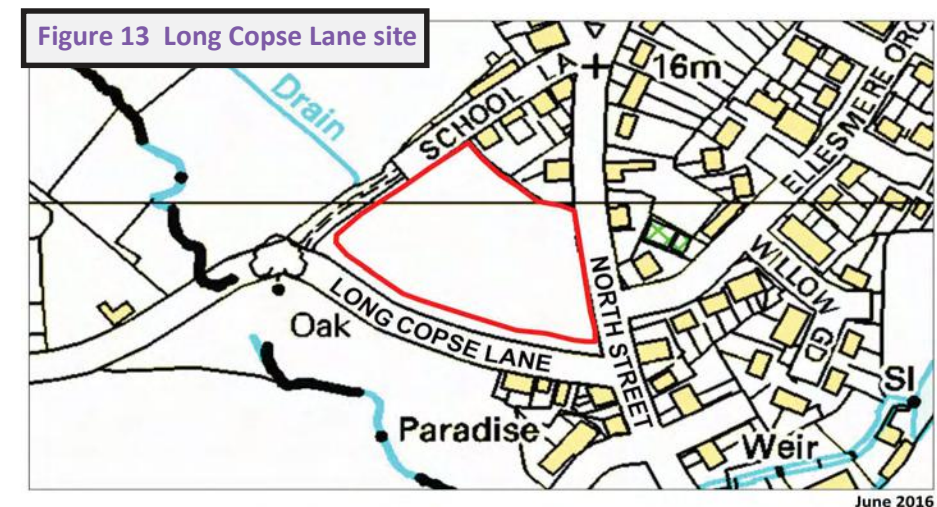 Figure 13 Long Copse Lane site
Drain
SCHOOL LA
16m
ELLESMERE ORC
WILLOW GD
NORTH STREET
LONG COPSE LANE
Oak
Paradise
Weir
SI
June 2016